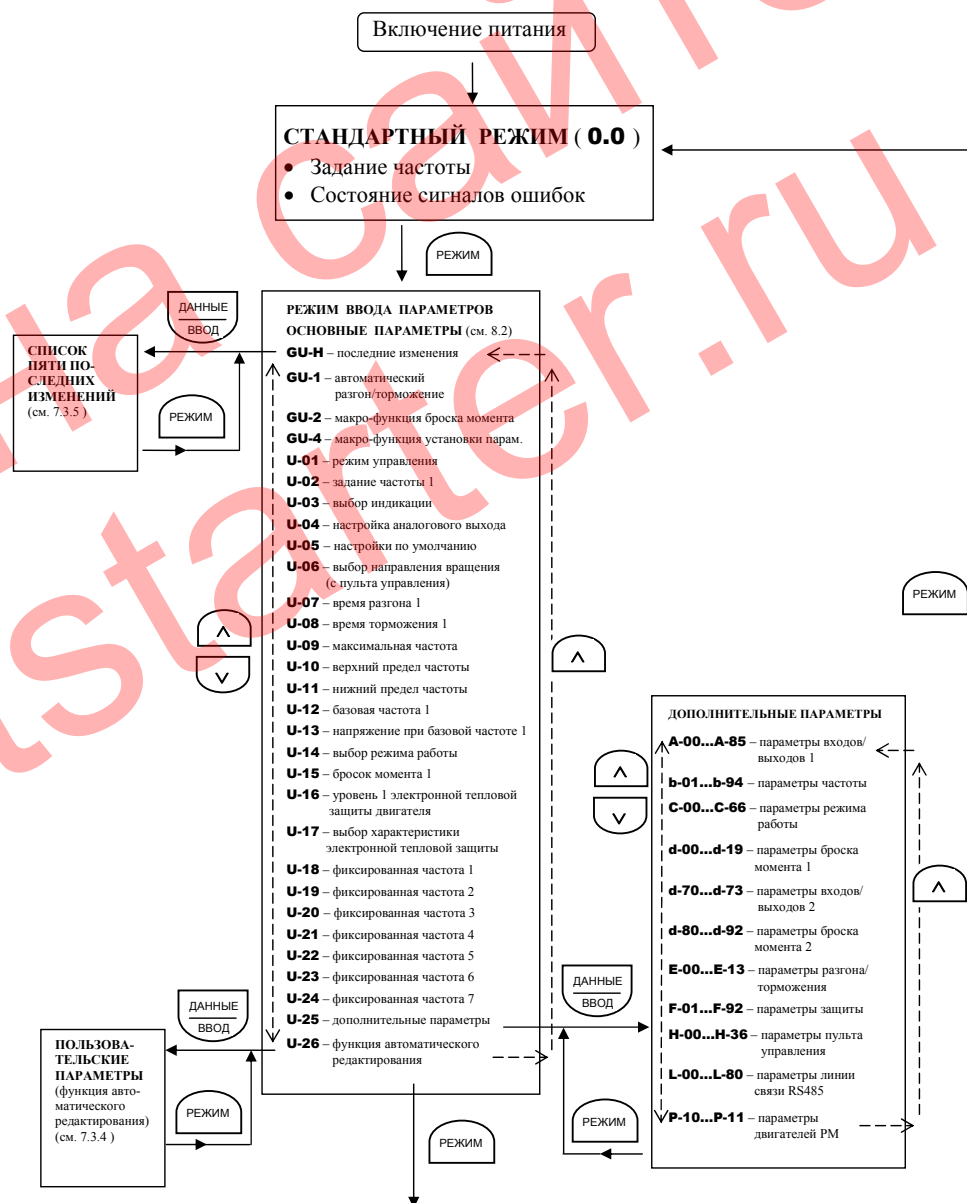 Включение питания
СТАНДАРТНЫЙ РЕЖИМ ( 0.0 )
• Задание частоты
• Состояние сигналов ошибок
РЕЖИМ
ДАННЫЕ
ВВОД
СПИСОК
ПЯТИ ПО-
СЛЕДНИХ
ИЗМЕНЕНИЙ
(см. 7.3.5 )
РЕЖИМ
РЕЖИМ ВВОДА ПАРАМЕТРОВ
ОСНОВНЫЕ ПАРАМЕТРЫ (см. 8.2)
GU-H – последние изменения
GU-1 – автоматический
разгон/торможение
GU-2 – макро-функция броска момента
GU-4 – макро-функция установки парам.
U-01 – режим управления
U-02 – задание частоты 1
U-03 – выбор индикации
U-04 – настройка аналогового выхода
U-05 – настройки по умолчанию
U-06 – выбор направления вращения
(с пульта управления)
U-07 – время разгона 1
U-08 – время торможения 1
U-09 – максимальная частота
U-10 – верхний предел частоты
U-11 – нижний предел частоты
U-12 – базовая частота 1
U-13 – напряжение при базовой частоте 1
U-14 – выбор режима работы
U-15 – бросок момента 1
U-16 – уровень 1 электронной тепловой
защиты двигателя
U-17 – выбор характеристики
электронной тепловой защиты
U-18 – фиксированная частота 1
U-19 – фиксированная частота 2
U-20 – фиксированная частота 3
U-21 – фиксированная частота 4
U-22 – фиксированная частота 5
U-23 – фиксированная частота 6
U-24 – фиксированная частота 7
U-25 – дополнительные параметры
U-26 – функция автоматического
редактирования
ДАННЫЕ
ВВОД
ПОЛЬЗОВА-
ТЕЛЬСКИЕ
ПАРАМЕТРЫ
(функция авто-
матического
редактирования)
(см. 7.3.4 )
РЕЖИМ
РЕЖИМ
ДАННЫЕ
ВВОД
РЕЖИМ
РЕЖИМ
ДОПОЛНИТЕЛЬНЫЕ ПАРАМЕТРЫ
A-00...A-85 – параметры входов/
выходов 1
b-01...b-94 – параметры частоты
C-00...C-66 – параметры режима
работы
d-00...d-19 – параметры броска
момента 1
d-70...d-73 – параметры входов/
выходов 2
d-80...d-92 – параметры броска
момента 2
E-00...E-13 – параметры разгона/
торможения
F-01...F-92 – параметры защиты
H-00...H-36 – параметры пульта
управления
L-00...L-80 – параметры линии
связи RS485
P-10...P-11 – параметры
двигателей PM
на сайте
starter.ru